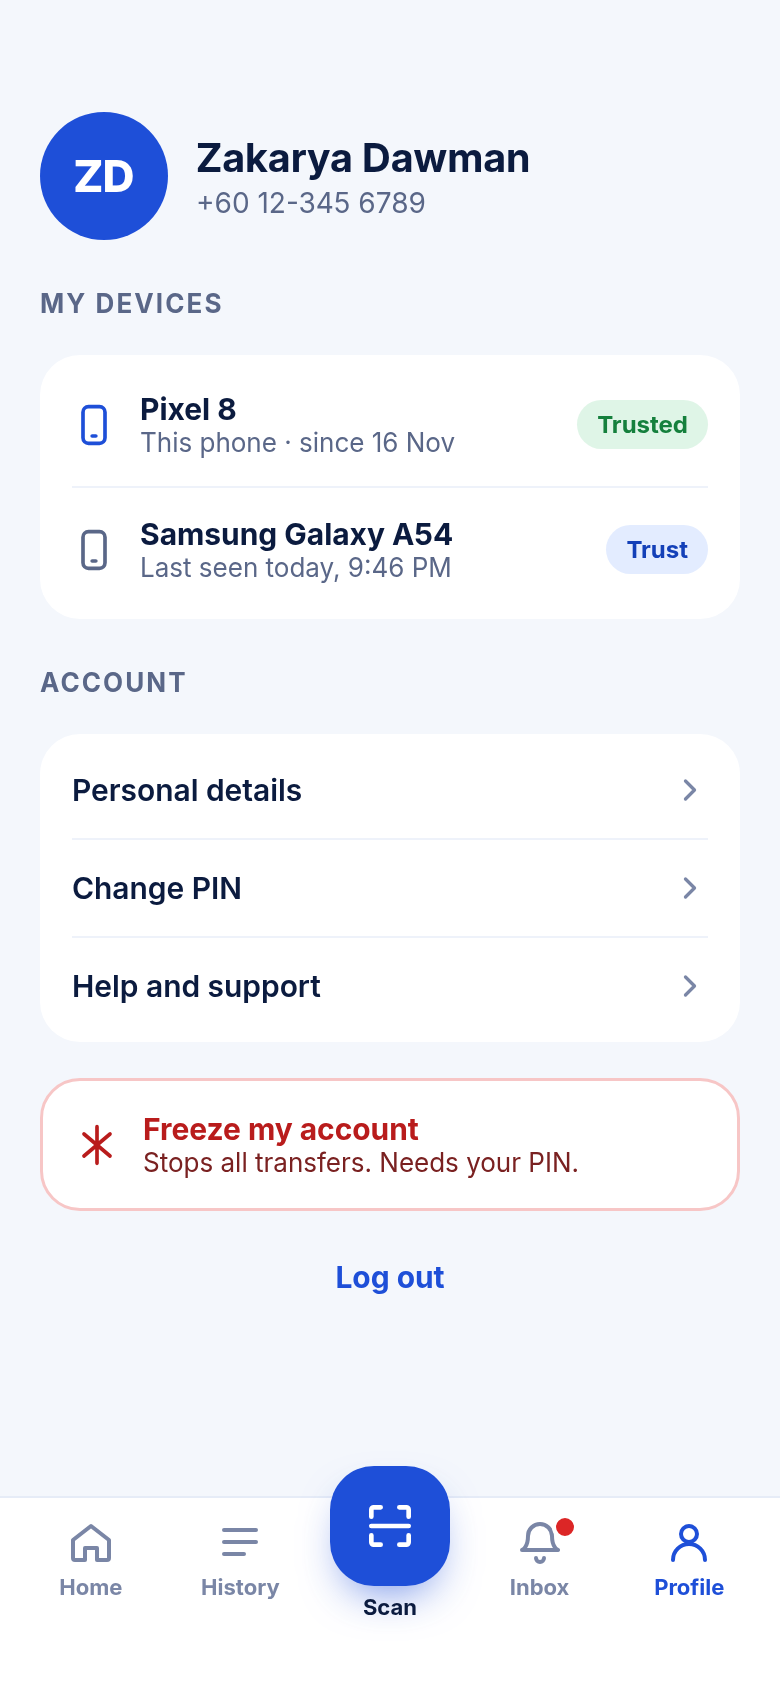 ZD
Zakarya Dawman
+60 12-345 6789
MY DEVICES
Pixel 8
This phone · since 16 Nov
Trusted
Samsung Galaxy A54
Last seen today, 9:46 PM
Trust
ACCOUNT
Personal details
Change PIN
Help and support
Freeze my account
Stops all transfers. Needs your PIN.
Log out
Home
History
Scan
Inbox
Profile